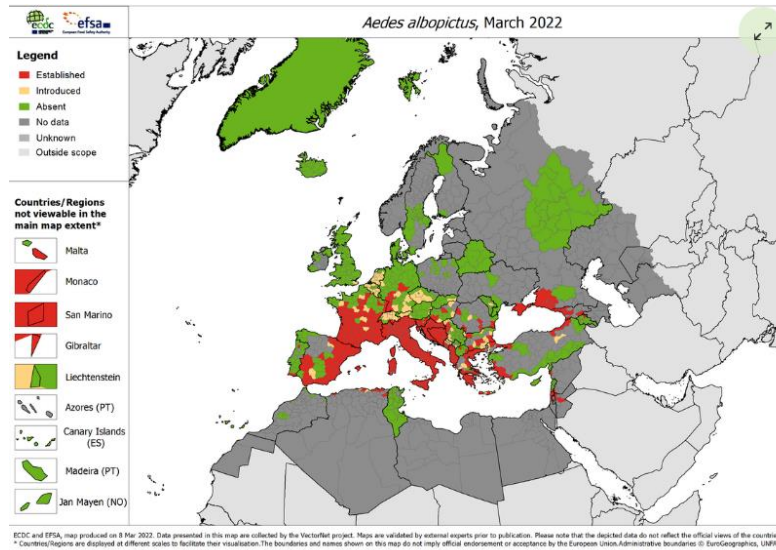 ecdc
efsa
European Food Safety Authority
Aedes albopictus, March 2022
Legend
Established
Introduced
Absent
No data
Unknown
Outside scope
Countries/Regions
not viewable in the
main map extent*
Malta
Monaco
San Marino
Gibraltar
Liechtenstein
Azores (PT)
Canary Islands
(ES)
Madeira (PT)
Jan Mayen (NO)
ECDC and EFSA, map produced on 8 Mar 2022. Data presented in this map are collected by the VectorNet project. Maps are validated by external experts prior to publication. Please note that the depicted data do not reflect the official views of the countries
* Countries/Regions are displayed at different scales to facilitate their visualisation. The boundaries and names shown on this map do not imply official endorsement or acceptance by the European Union. Administrative boundaries © EuroGeographics, UNFA